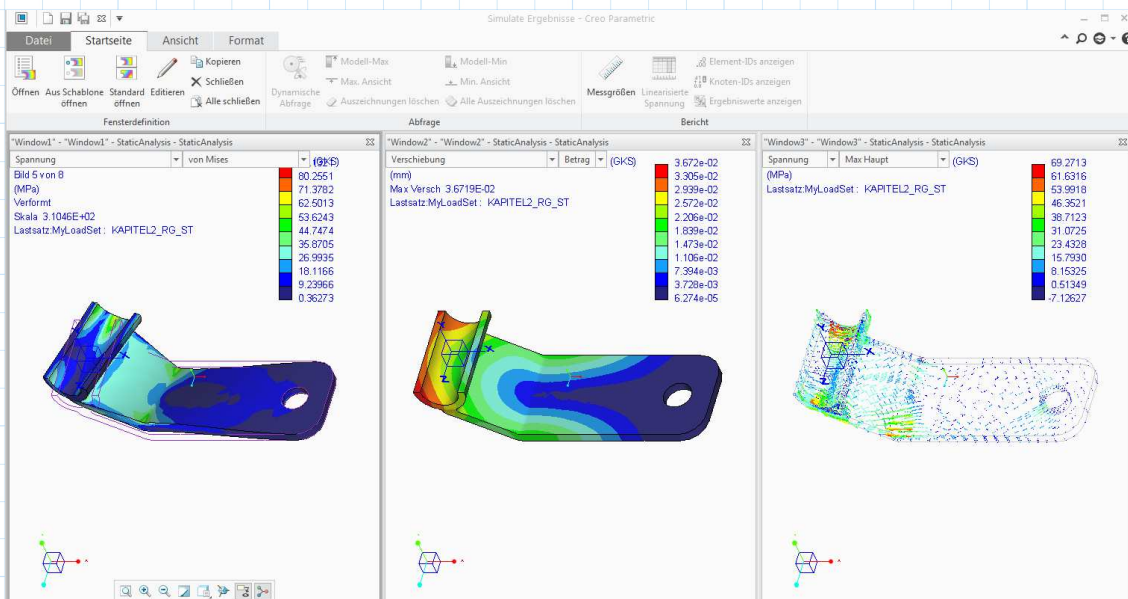 Simulate Ergebnisse - Creo Parametric
Datei Startseite Ansicht Format
Öffnen
Aus Schablone öffnen
Standard öffnen
Editieren
Kopieren
Schließen
Alle schließen
Fensterdefinition
Dynamische Abfrage
Modell-Max
Max. Ansicht
Auszeichnungen löschen
Modell-Min
Min. Ansicht
Alle Auszeichnungen löschen
Abfrage
Messgrößen
Linearisierte Spannung
Element-IDs anzeigen
Knoten-IDs anzeigen
Ergebniswerte anzeigen
Bericht
"Window1" - "Window1" - StaticAnalysis - StaticAnalysis
Spannung von Mises
Bild 5 von 8
(MPa)
Verformt
Skala 3.1046E+02
Lastsatz:MyLoadSet : KAPITEL2_RG_ST
80.2551
71.3782
62.5013
53.6243
44.7474
35.8705
26.9935
18.1166
9.23966
0.36273
"Window2" - "Window2" - StaticAnalysis - StaticAnalysis
Verschiebung Betrag (GKS)
(mm)
Max Versch 3.6719E-02
Lastsatz:MyLoadSet : KAPITEL2_RG_ST
3.672e-02
3.305e-02
2.939e-02
2.572e-02
2.206e-02
1.839e-02
1.473e-02
1.106e-02
7.394e-03
3.728e-03
6.274e-05
"Window3" - "Window3" - StaticAnalysis - StaticAnalysis
Spannung Max Haupt (GKS)
(MPa)
Lastsatz:MyLoadSet : KAPITEL2_RG_ST
69.2713
61.6316
53.9918
46.3521
38.7123
31.0725
23.4328
15.7930
8.15325
0.51349
-7.12627